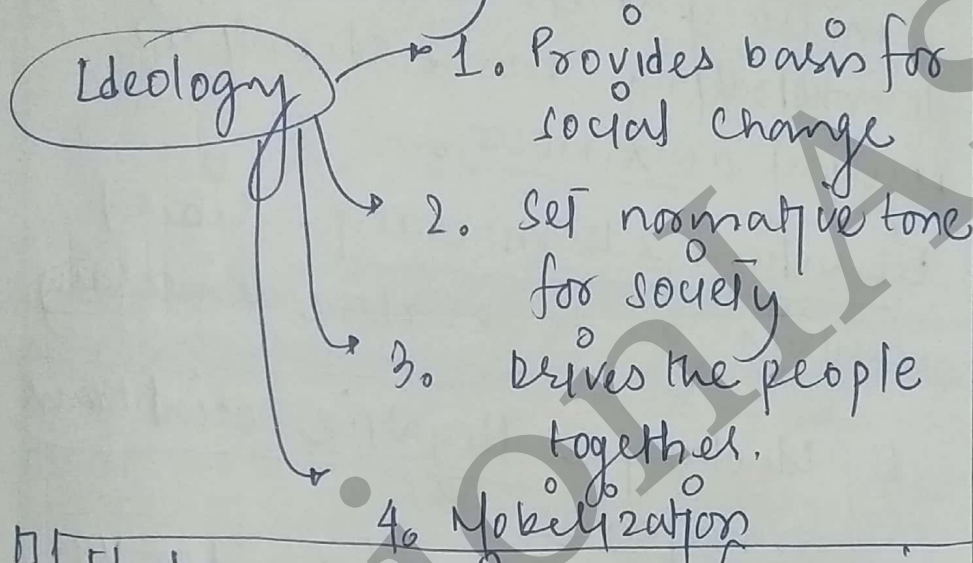 Ideology
1. Provides basis for
social change
2. Set normative tone
for society
3. Drives the people
together.
4. Mobilization